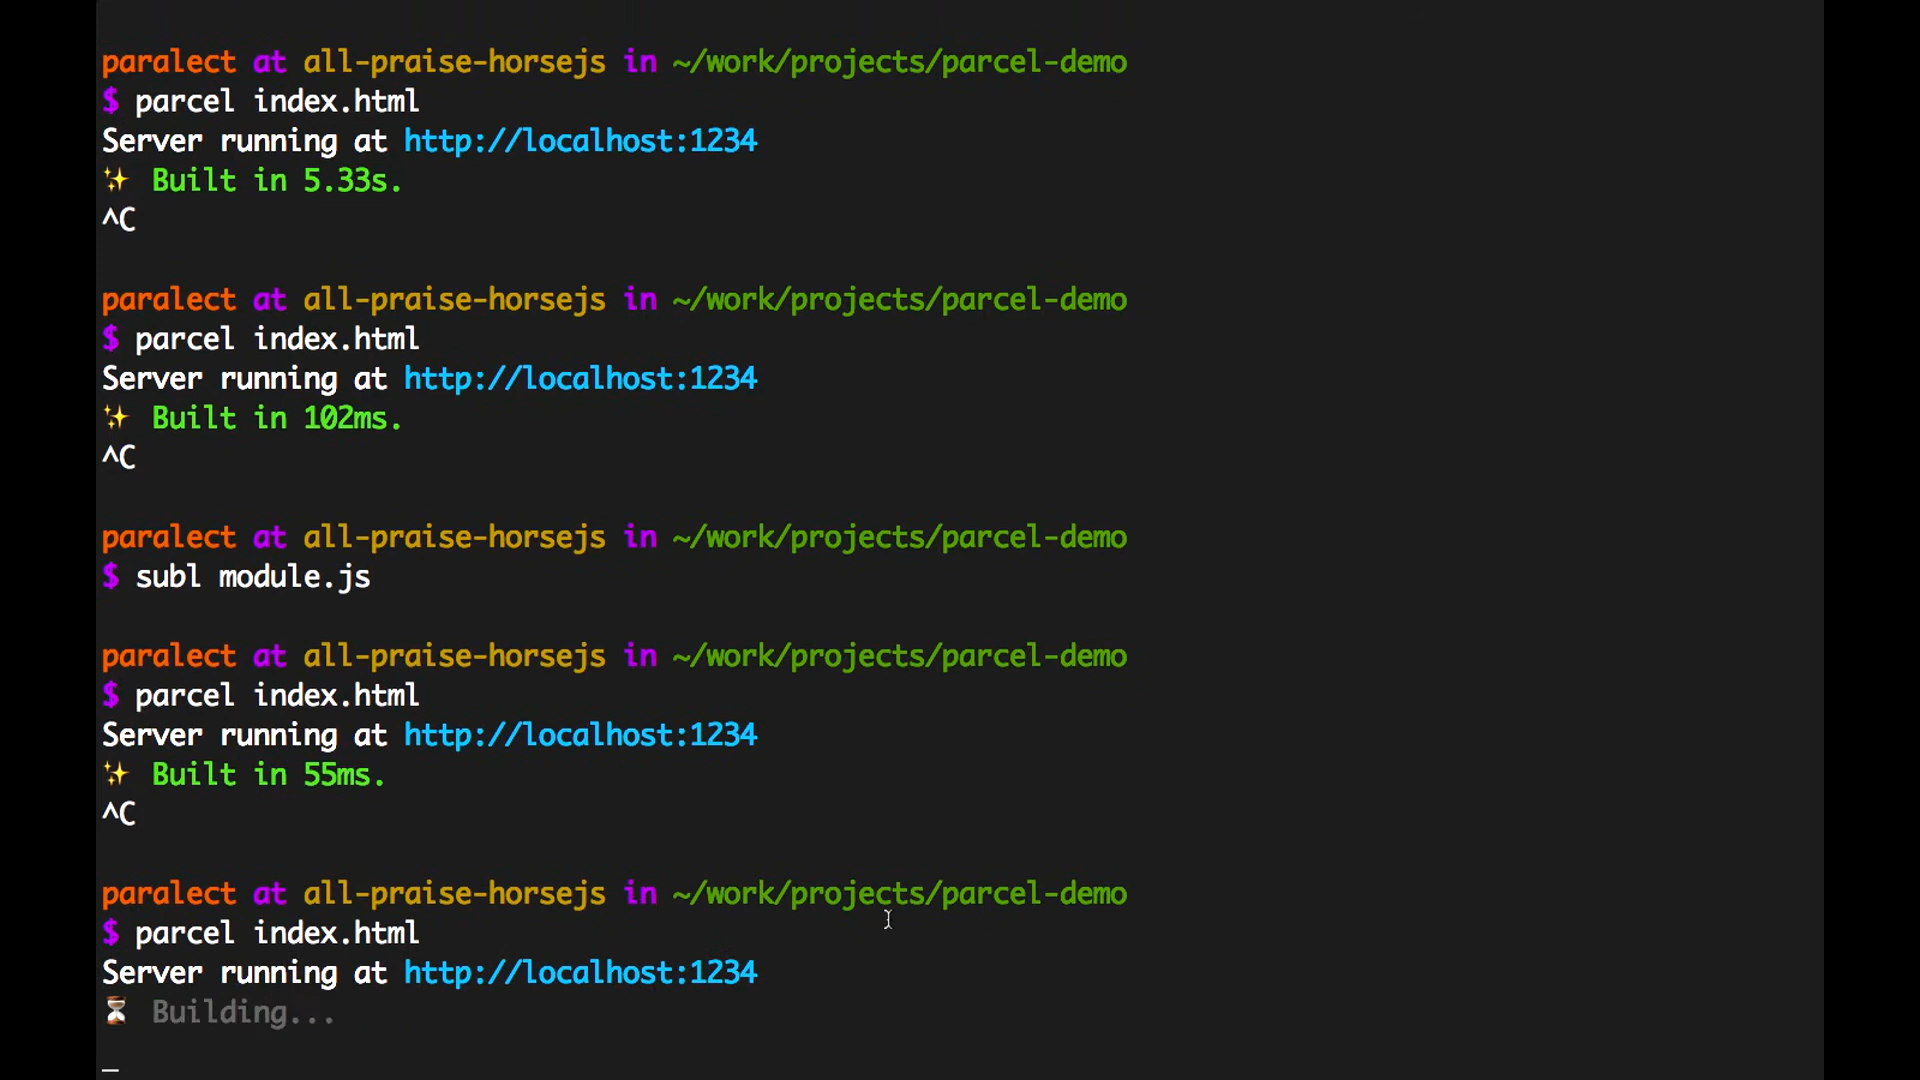 paralect at all-praise-horsejs in ~/work/projects/parcel-demo
$ parcel index.html
Server running at http://localhost:1234
✨ Built in 5.33s.
^C
paralect at all-praise-horsejs in ~/work/projects/parcel-demo
$ parcel index.html
Server running at http://localhost:1234
✨ Built in 102ms.
^C
paralect at all-praise-horsejs in ~/work/projects/parcel-demo
$ subl module.js
paralect at all-praise-horsejs in ~/work/projects/parcel-demo
$ parcel index.html
Server running at http://localhost:1234
✨ Built in 55ms.
^C
paralect at all-praise-horsejs in ~/work/projects/parcel-demo
$ parcel index.html
Server running at http://localhost:1234
⏳ Building...
_